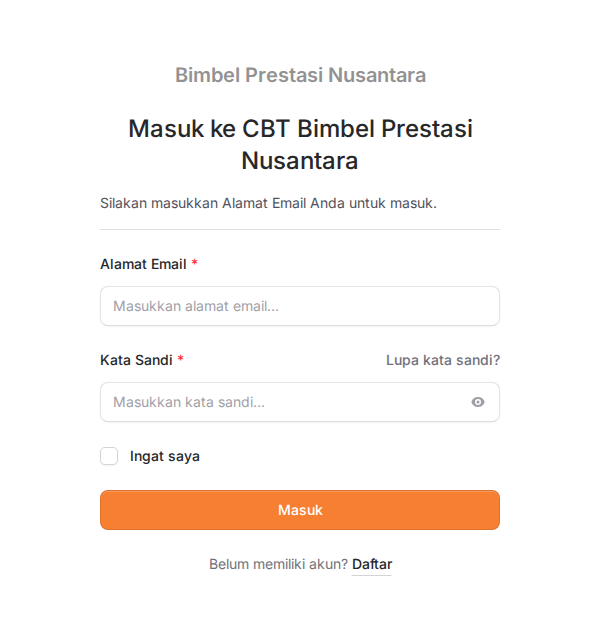 Bimbel Prestasi Nusantara
Masuk ke CBT Bimbel Prestasi
Nusantara
Silakan masukkan Alamat Email Anda untuk masuk.
Alamat Email *
Masukkan alamat email...
Kata Sandi * Lupa kata sandi?
Masukkan kata sandi...
Ingat saya
Masuk
Belum memiliki akun? Daftar